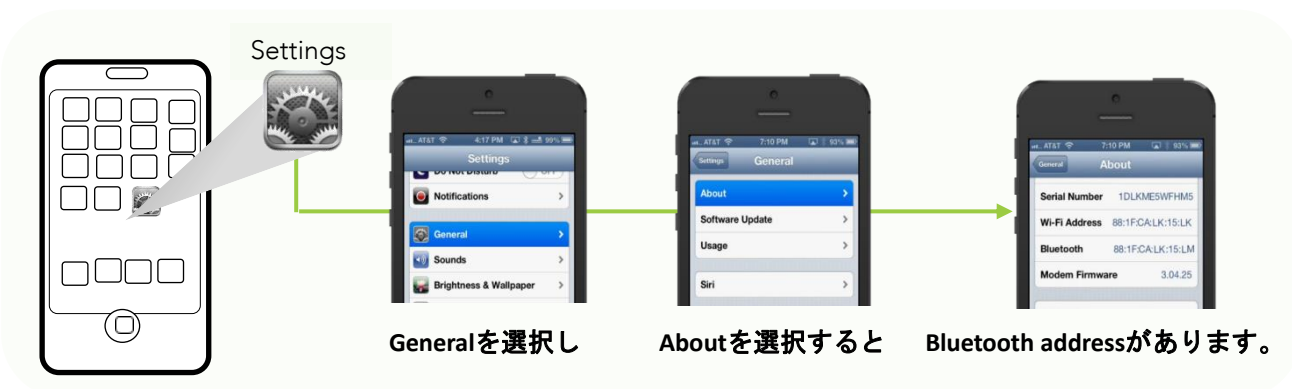 Settings
AT&T 4:17 PM 99%
Settings
Notifications
General
Sounds
Brightness & Wallpaper
Generalを選択し
AT&T 7:10 PM 93%
Settings General
About
Software Update
Usage
Siri
Aboutを選択すると
AT&T 7:10 PM 93%
General About
Serial Number 1DLKME5WFHM5
Wi-Fi Address 88:1F:CA:LK:15:LK
Bluetooth 88:1F:CA:LK:15:LM
Modem Firmware 3.04.25
Bluetooth addressがあります。